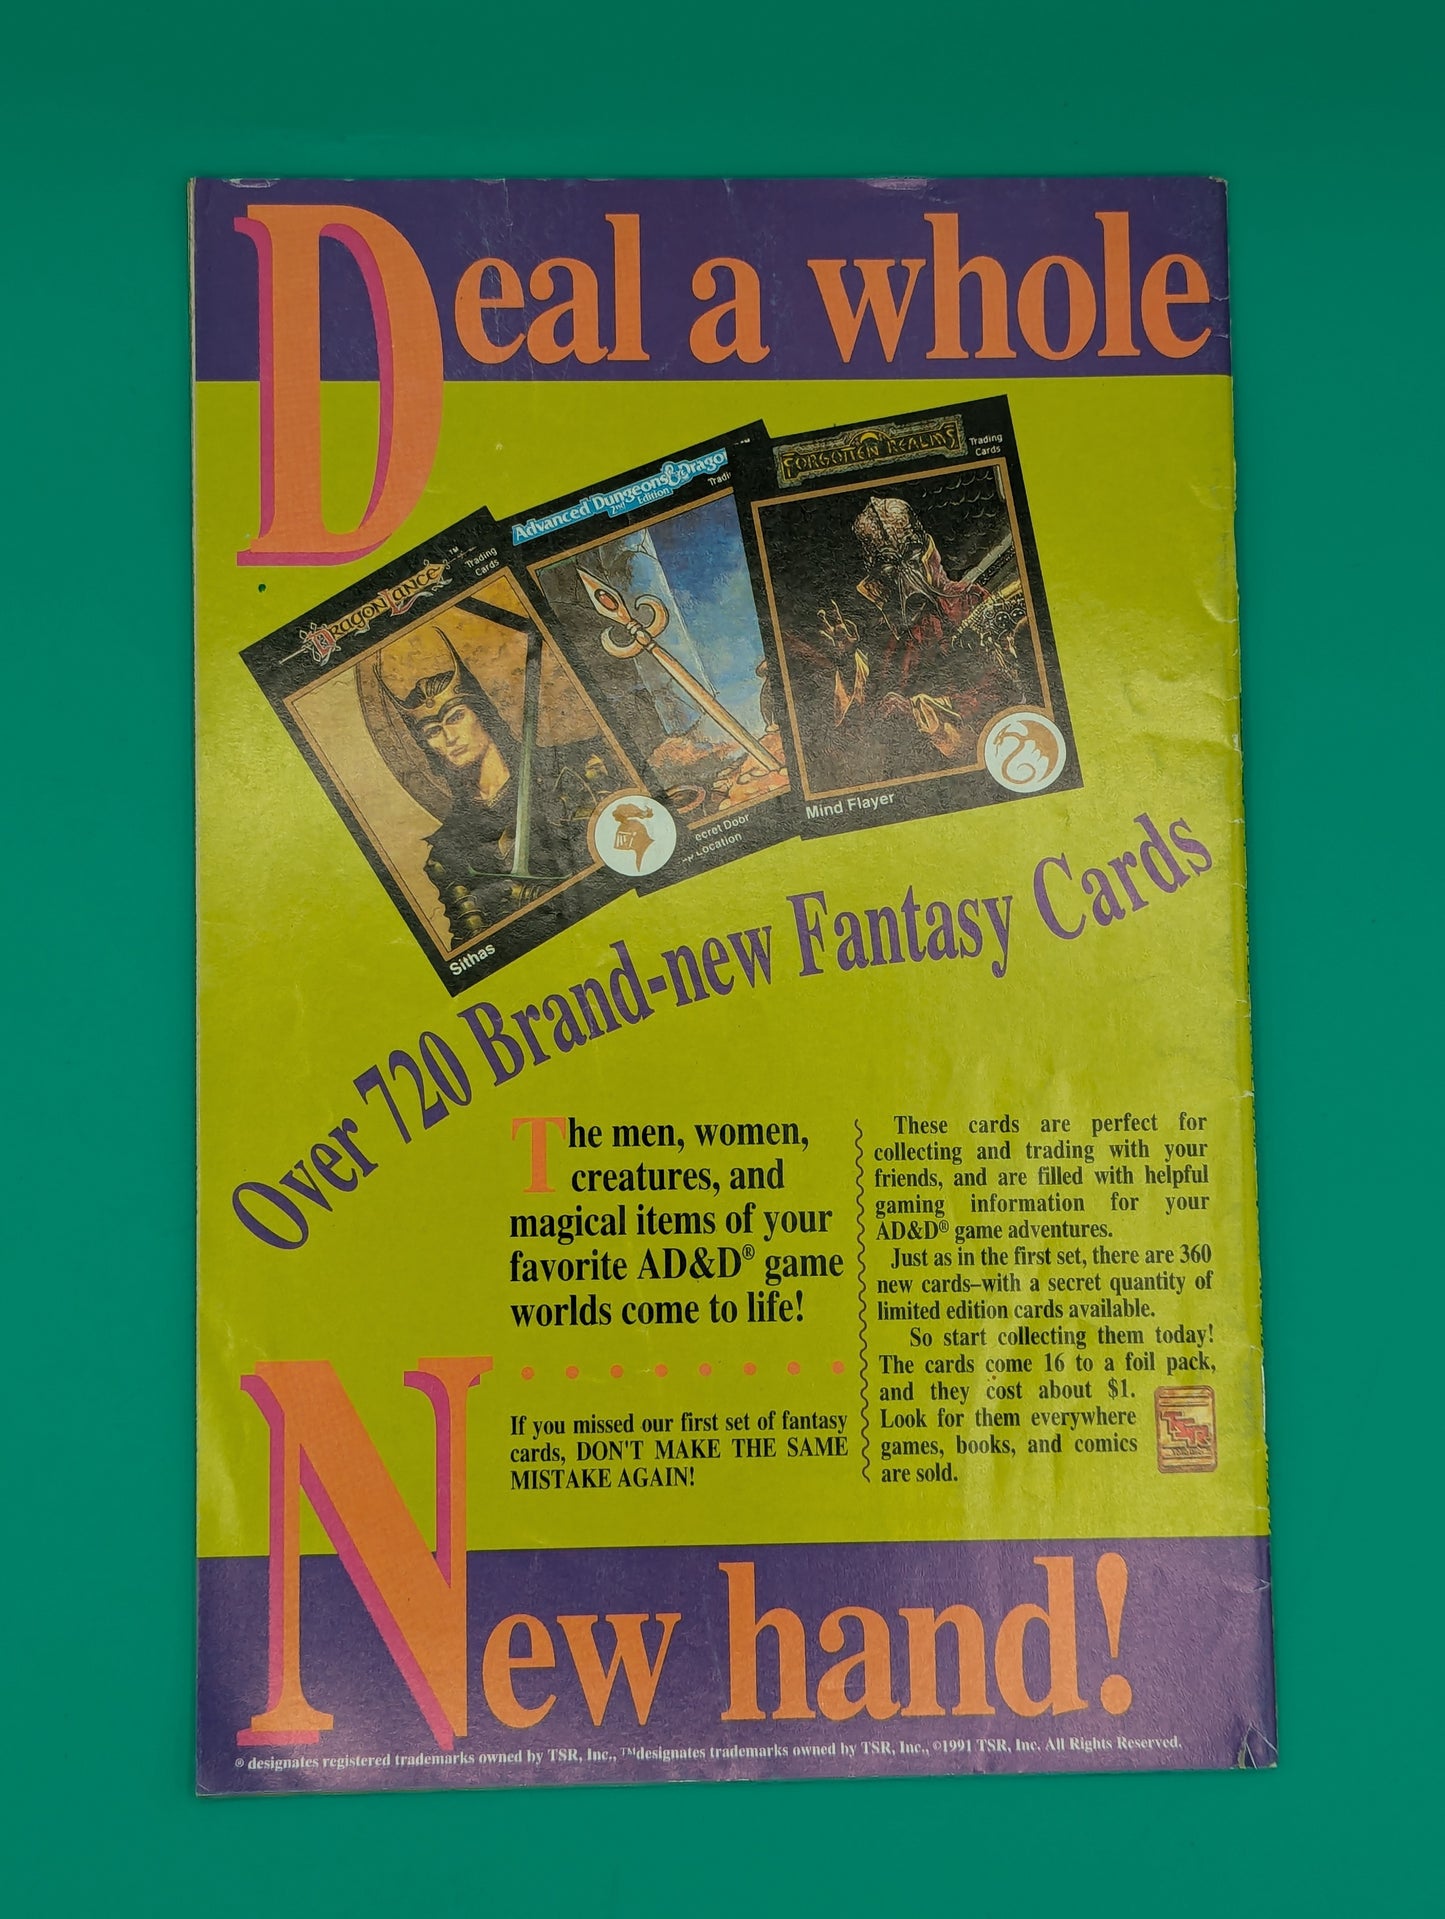 Deal a whole
DRAGONLANCE™
Trading
Cards
Sithas
Advanced Dungeons & Drago
2nd Edition
Tradi
ecret Door
Location
FORGOTTEN REALMS
Trading
Cards
Mind Flayer
Over 720 Brand-new Fantasy Cards
The men, women,
creatures, and
magical items of your
favorite AD&D® game
worlds come to life!
If you missed our first set of fantasy
cards, DON'T MAKE THE SAME
MISTAKE AGAIN!
These cards are perfect for
collecting and trading with your
friends, and are filled with helpful
gaming information for your
AD&D® game adventures.
Just as in the first set, there are 360
new cards–with a secret quantity of
limited edition cards available.
So start collecting them today!
The cards come 16 to a foil pack,
and they cost about $1.
Look for them everywhere
games, books, and comics
are sold.
TSR
New hand!
® designates registered trademarks owned by TSR, Inc., ™designates trademarks owned by TSR, Inc., ©1991 TSR, Inc. All Rights Reserved.